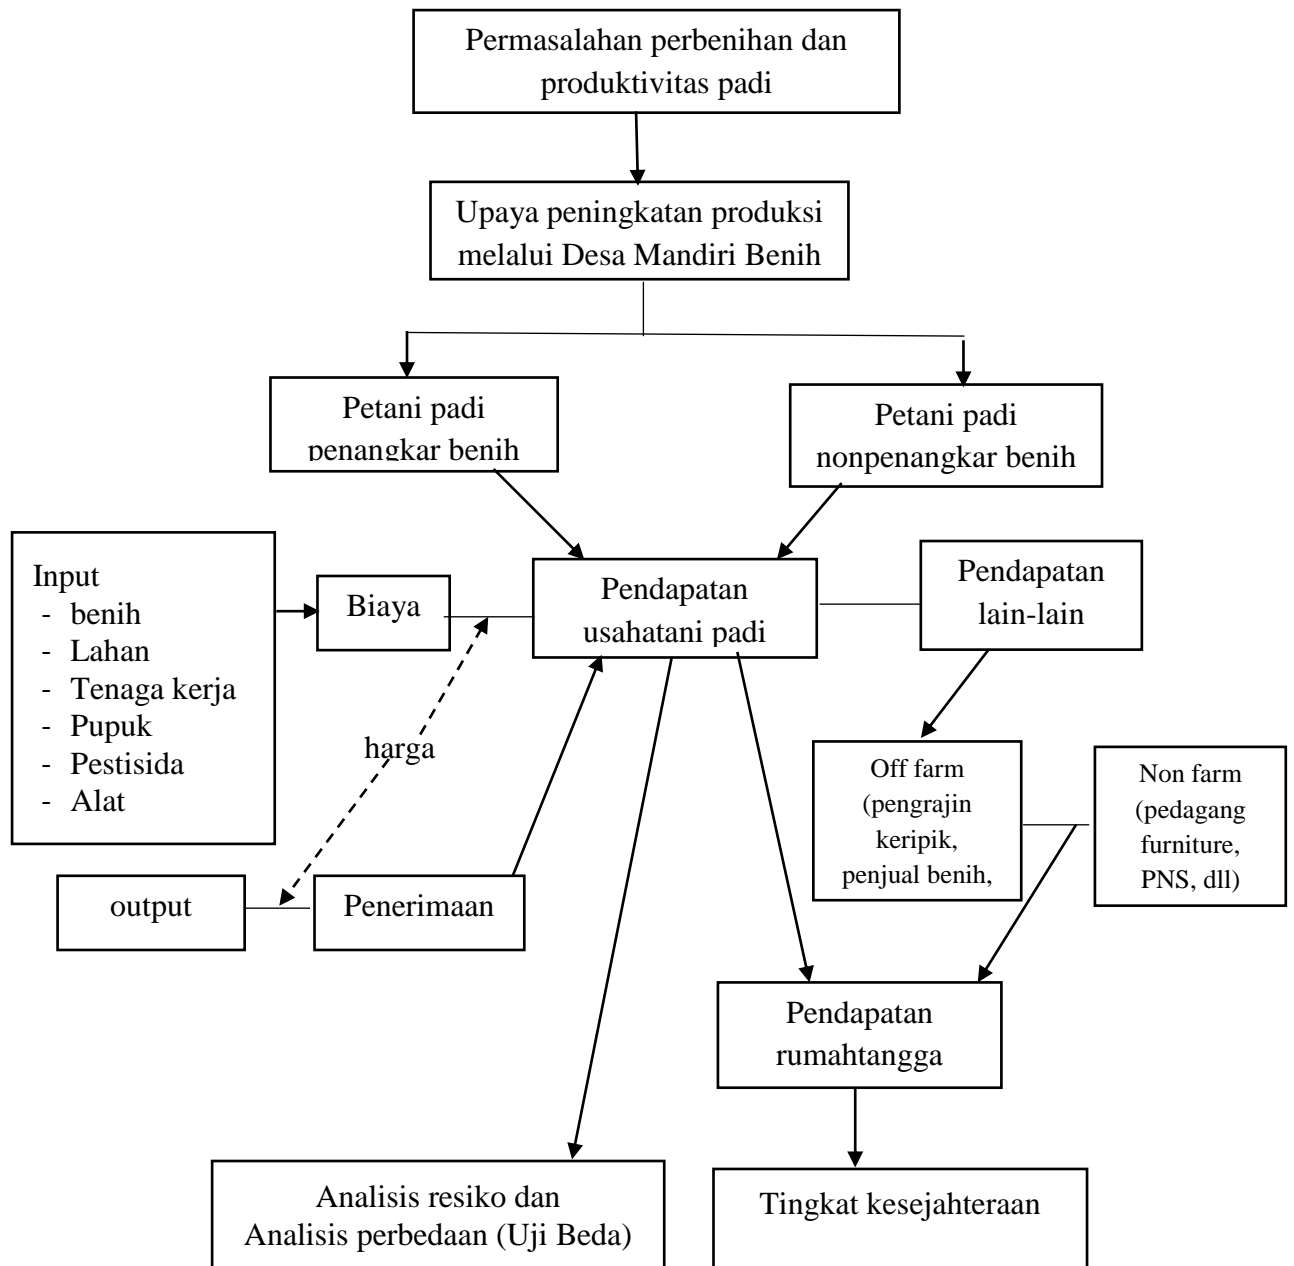 Permasalahan perbenihan dan
produktivitas padi
Upaya peningkatan produksi
melalui Desa Mandiri Benih
Petani padi
penangkar benih
Petani padi
nonpenangkar benih
Input
- benih
- Lahan
- Tenaga kerja
- Pupuk
- Pestisida
- Alat
Biaya
Pendapatan
usahatani padi
Pendapatan
lain-lain
harga
output
Penerimaan
Off farm
(pengrajin
keripik,
penjual benih,
Non farm
(pedagang
furniture,
PNS, dll)
Pendapatan
rumahtangga
Analisis resiko dan
Analisis perbedaan (Uji Beda)
Tingkat kesejahteraan